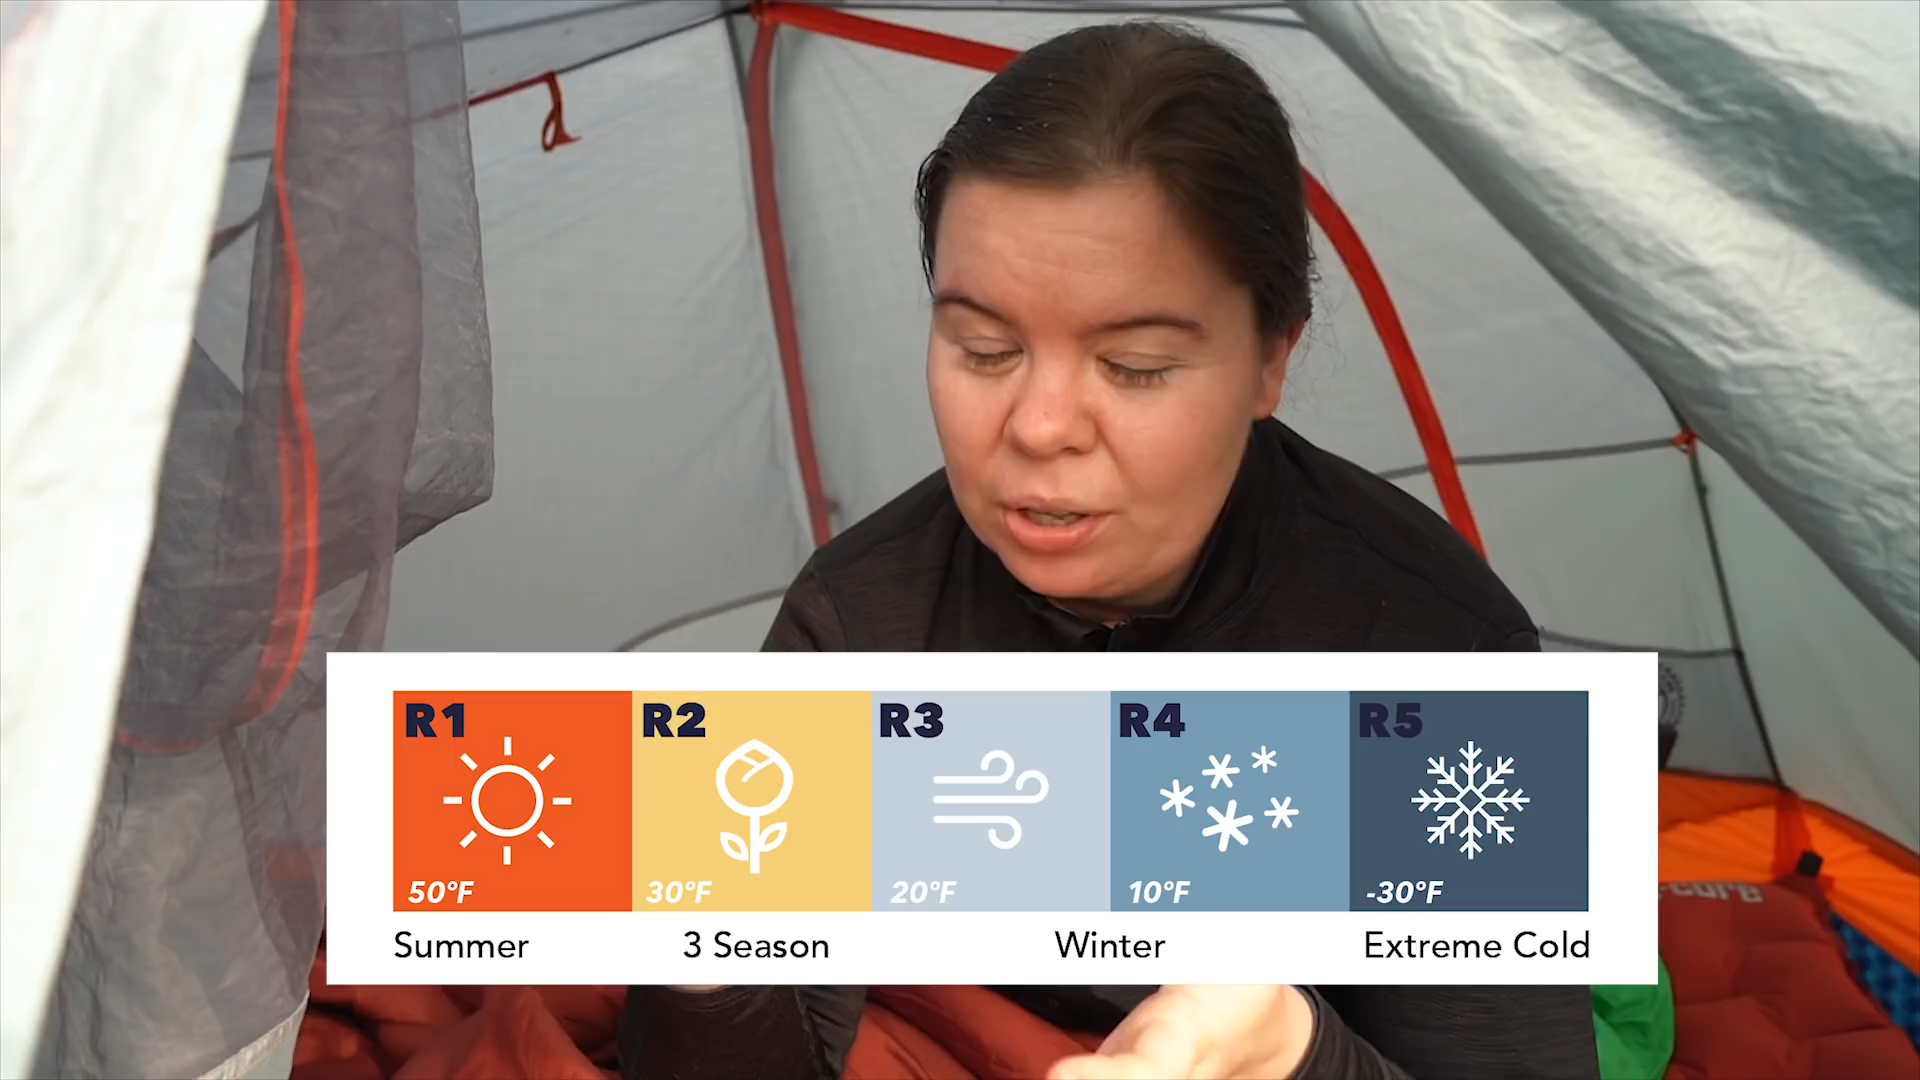 R1 R2 R3 R4 R5
50°F 30°F 20°F 10°F -30°F
Summer 3 Season Winter Extreme Cold